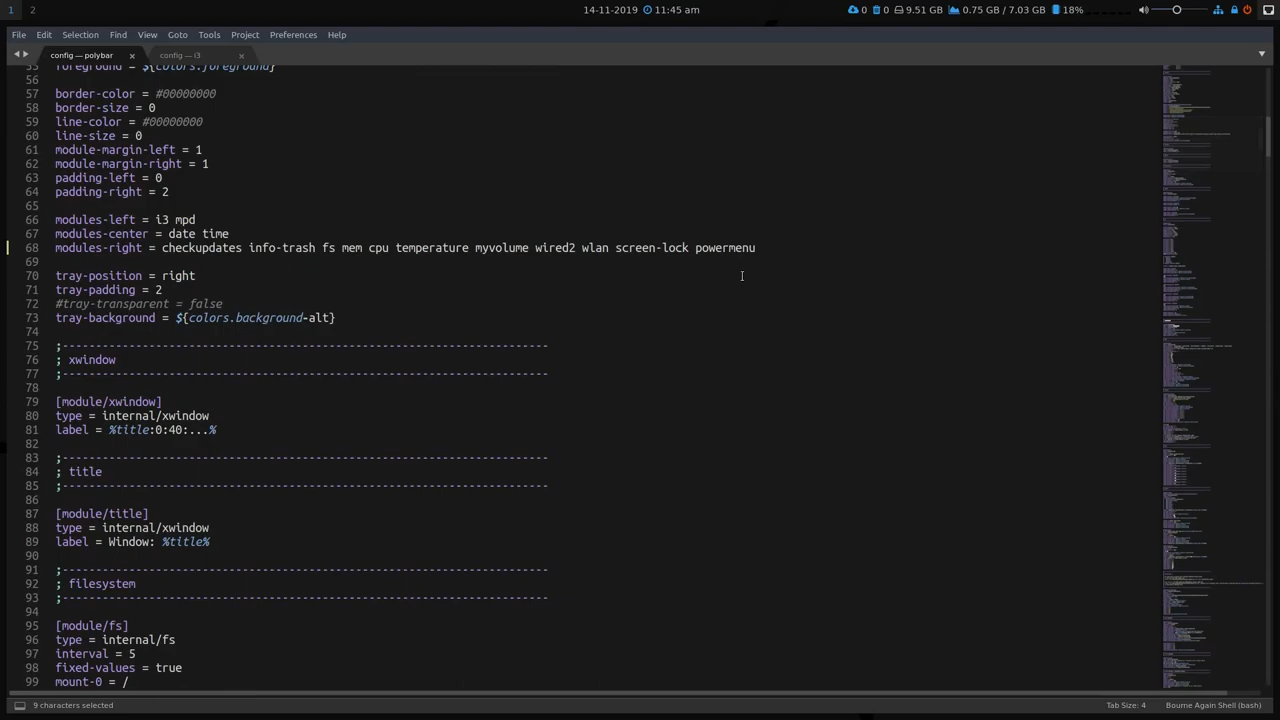 1 2 14-11-2019 11:45 am 0 0 9.51 GB 0.75 GB / 7.03 GB 18%
File Edit Selection Find View Goto Tools Project Preferences Help
config — polybar × config — i3 ×
55 foreground = ${colors.foreground}
56
57 border-color = #00000000
58 border-size = 0
59 line-color = #00000000
60 line-size = 0
61 module-margin-left = 1
62 module-margin-right = 1
63 padding-left = 0
64 padding-right = 2
65
66 modules-left = i3 mpd
67 modules-center = date time
68 modules-right = checkupdates info-trash fs mem cpu temperature myvolume wired2 wlan screen-lock powermenu
69
70 tray-position = right
71 tray-padding = 2
72 #tray-transparent = false
73 tray-background = ${colors.background-alt}
74
75 ;----------------------------------------------------------
76 ; xwindow
77 ;----------------------------------------------------------
78
79 [module/xwindow]
80 type = internal/xwindow
81 label = %title:0:40:...%
82
83 ;----------------------------------------------------------
84 ; title
85 ;----------------------------------------------------------
86
87 [module/title]
88 type = internal/xwindow
89 label = Window: %title%
90
91 ;----------------------------------------------------------
92 ; filesystem
93 ;----------------------------------------------------------
94
95 [module/fs]
96 type = internal/fs
97 interval = 5
98 fixed-values = true
99 mount-0 = /
9 characters selected Tab Size: 4 Bourne Again Shell (bash)